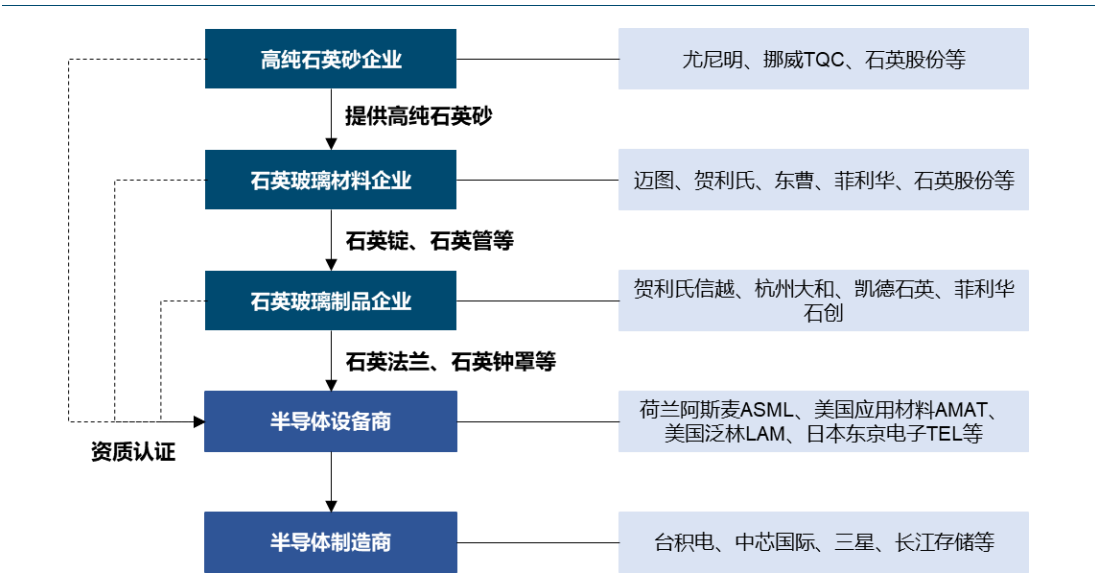 高纯石英砂企业
尤尼明、挪威TQC、石英股份等
提供高纯石英砂
石英玻璃材料企业
迈图、贺利氏、东曹、菲利华、石英股份等
石英锭、石英管等
石英玻璃制品企业
贺利氏信越、杭州大和、凯德石英、菲利华
石创
石英法兰、石英钟罩等
半导体设备商
荷兰阿斯麦ASML、美国应用材料AMAT、
美国泛林LAM、日本东京电子TEL等
资质认证
半导体制造商
台积电、中芯国际、三星、长江存储等